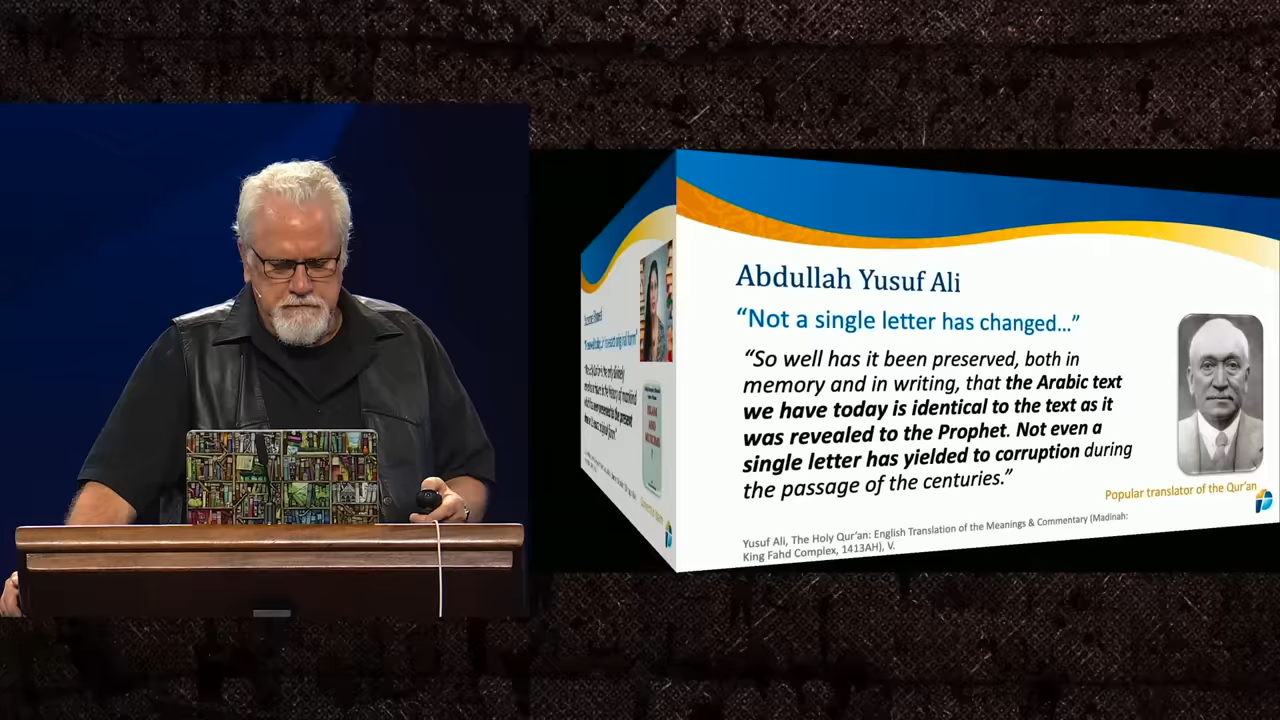 Abdullah Yusuf Ali
“Not a single letter has changed…”
“So well has it been preserved, both in
memory and in writing, that the Arabic text
we have today is identical to the text as it
was revealed to the Prophet. Not even a
single letter has yielded to corruption during
the passage of the centuries.”
Popular translator of the Qur’an
Yusuf Ali, The Holy Qur’an: English Translation of the Meanings & Commentary (Madinah:
King Fahd Complex, 1413AH), V.
ISLAM